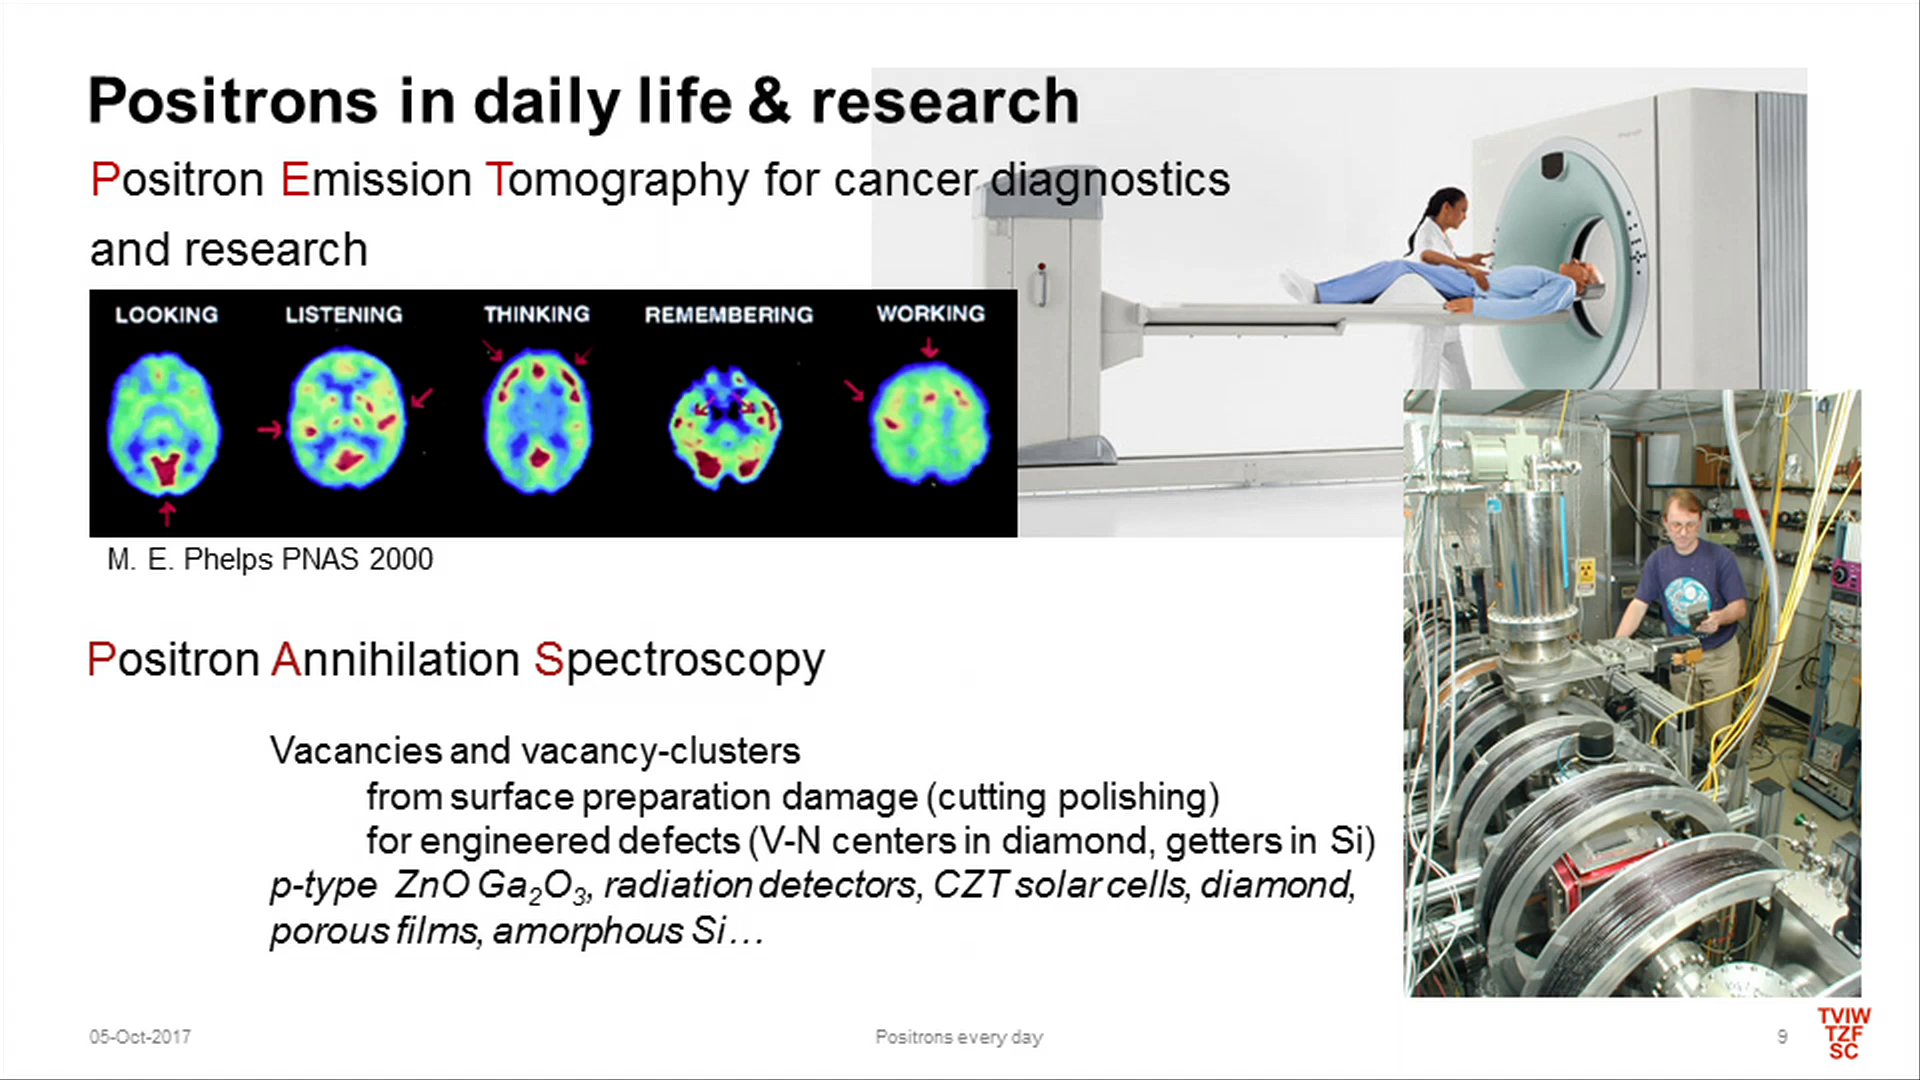 Positrons in daily life & research
Positron Emission Tomography for cancer diagnostics
and research
LOOKING LISTENING THINKING REMEMBERING WORKING
M. E. Phelps PNAS 2000
Positron Annihilation Spectroscopy
Vacancies and vacancy-clusters
from surface preparation damage (cutting polishing)
for engineered defects (V-N centers in diamond, getters in Si)
p-type ZnO Ga₂O₃, radiation detectors, CZT solar cells, diamond,
porous films, amorphous Si…
05-Oct-2017
Positrons every day
9
TVIW
TZF
SC